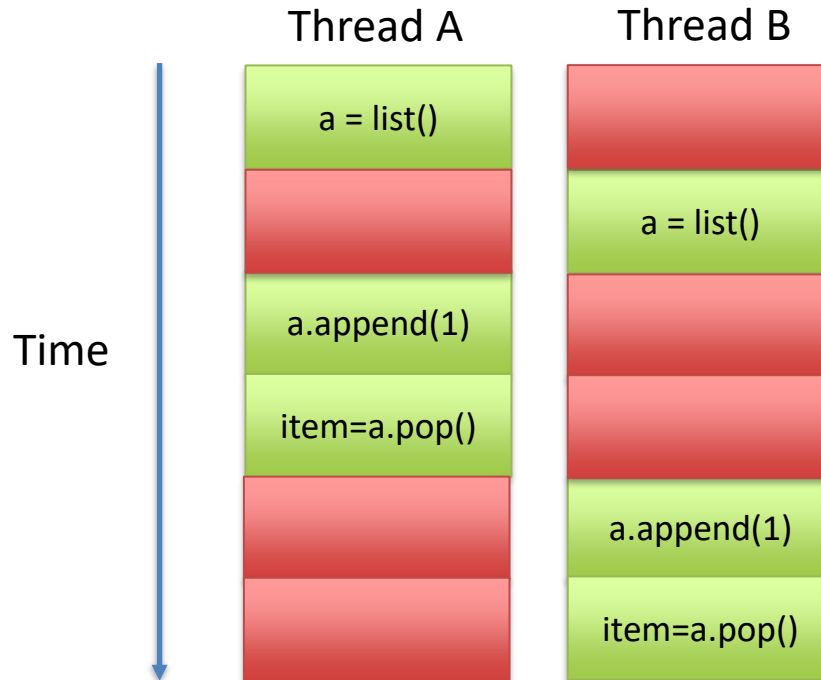 Thread A
Thread B
a = list()
a = list()
a.append(1)
Time
item=a.pop()
a.append(1)
item=a.pop()